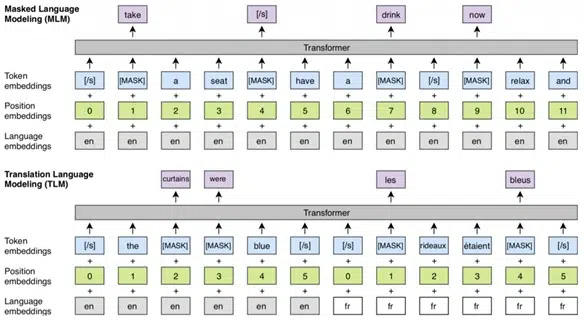 Masked Language
Modeling (MLM)
take [/s] drink now
Transformer
Token
embeddings
[/s] [MASK] a seat [MASK] have a [MASK] [/s] [MASK] relax and
+ + + + + + + + + + + +
Position
embeddings
0 1 2 3 4 5 6 7 8 9 10 11
+ + + + + + + + + + + +
Language
embeddings
en en en en en en en en en en en en
Translation Language
Modeling (TLM)
curtains were les bleus
Transformer
Token
embeddings
[/s] the [MASK] [MASK] blue [/s] [/s] [MASK] rideaux étaient [MASK] [/s]
+ + + + + + + + + + + +
Position
embeddings
0 1 2 3 4 5 0 1 2 3 4 5
+ + + + + + + + + + + +
Language
embeddings
en en en en en en fr fr fr fr fr fr